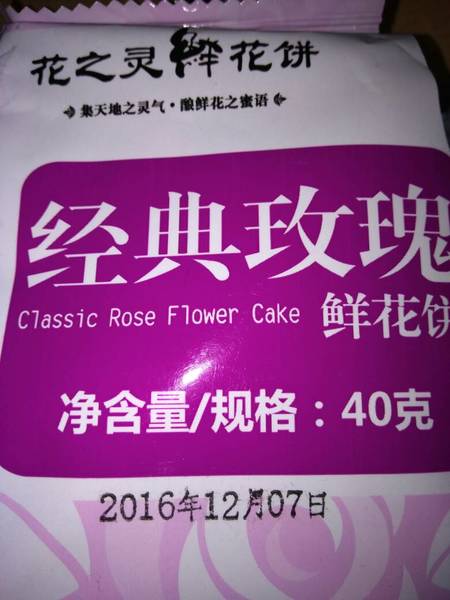 花之灵鲜花饼
集天地之灵气·酿鲜花之蜜语
经典玫瑰
Classic Rose Flower Cake 鲜花饼
净含量/规格：40克
2016年12月07日